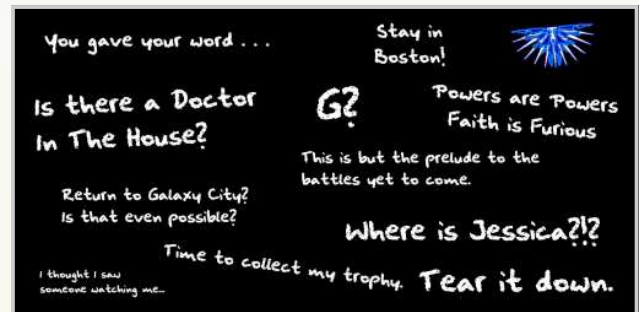 You gave your word . . .
Stay in
Boston!
Is there a Doctor
In The House?
G?
Powers are Powers
Faith is Furious
This is but the prelude to the
battles yet to come.
Return to Galaxy City?
Is that even possible?
Where is Jessica?!?
Time to collect my trophy.
Tear it down.
I thought I saw
someone watching me...